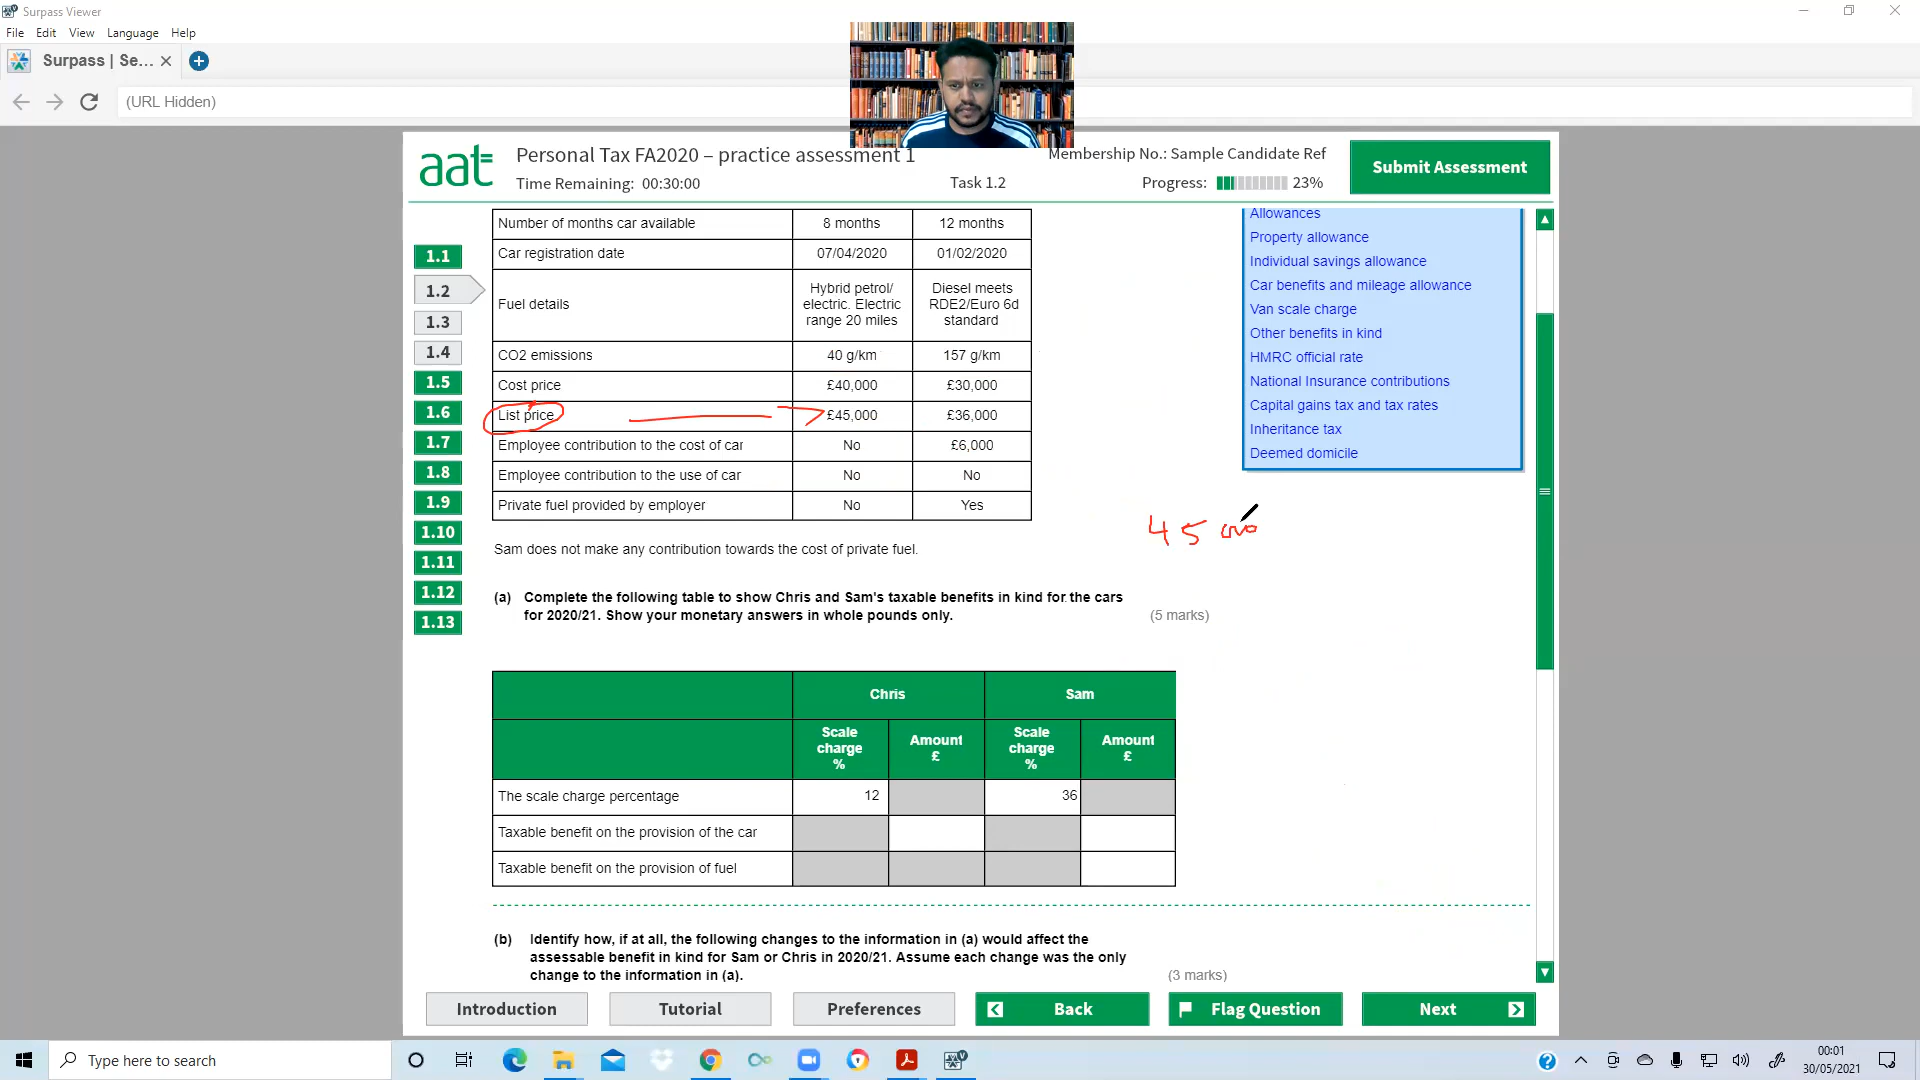 Surpass Viewer
File Edit View Language Help
Surpass | Se...
(URL Hidden)
aat
Personal Tax FA2020 – practice assessment 1
Membership No.: Sample Candidate Ref
Time Remaining: 00:30:00
Task 1.2
Progress: 23%
Submit Assessment
1.1
1.2
1.3
1.4
1.5
1.6
1.7
1.8
1.9
1.10
1.11
1.12
1.13
Number of months car available 8 months 12 months
Car registration date 07/04/2020 01/02/2020
Fuel details
Hybrid petrol/
electric. Electric
range 20 miles
Diesel meets
RDE2/Euro 6d
standard
CO2 emissions 40 g/km 157 g/km
Cost price £40,000 £30,000
List price £45,000 £36,000
Employee contribution to the cost of car No £6,000
Employee contribution to the use of car No No
Private fuel provided by employer No Yes
Allowances
Property allowance
Individual savings allowance
Car benefits and mileage allowance
Van scale charge
Other benefits in kind
HMRC official rate
National Insurance contributions
Capital gains tax and tax rates
Inheritance tax
Deemed domicile
45 000
Sam does not make any contribution towards the cost of private fuel.
(a) Complete the following table to show Chris and Sam's taxable benefits in kind for the cars
for 2020/21. Show your monetary answers in whole pounds only.
(5 marks)
Chris Sam
Scale
charge
%
Amount
£
Scale
charge
%
Amount
£
The scale charge percentage 12 36
Taxable benefit on the provision of the car
Taxable benefit on the provision of fuel
(b) Identify how, if at all, the following changes to the information in (a) would affect the
assessable benefit in kind for Sam or Chris in 2020/21. Assume each change was the only
change to the information in (a).
(3 marks)
Introduction Tutorial Preferences Back Flag Question Next
Type here to search
00:01
30/05/2021